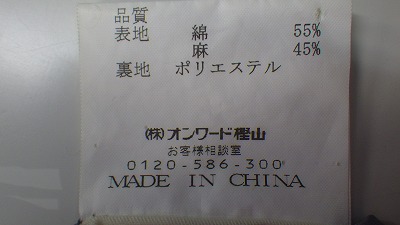 品質
表地 綿 55%
麻 45%
裏地 ポリエステル
㈱オンワード樫山
お客様相談室
0120-586-300
MADE IN CHINA